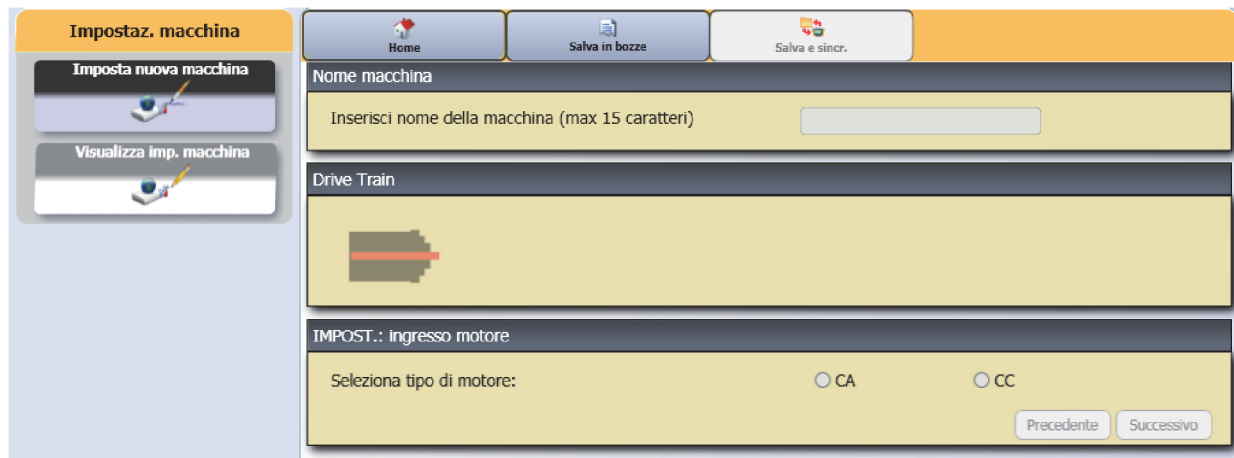 Impostaz. macchina
Imposta nuova macchina
Visualizza imp. macchina
Home
Salva in bozze
Salva e sincr.
Nome macchina
Inserisci nome della macchina (max 15 caratteri)
Drive Train
IMPOST.: ingresso motore
Seleziona tipo di motore:
CA
CC
Precedente
Successivo